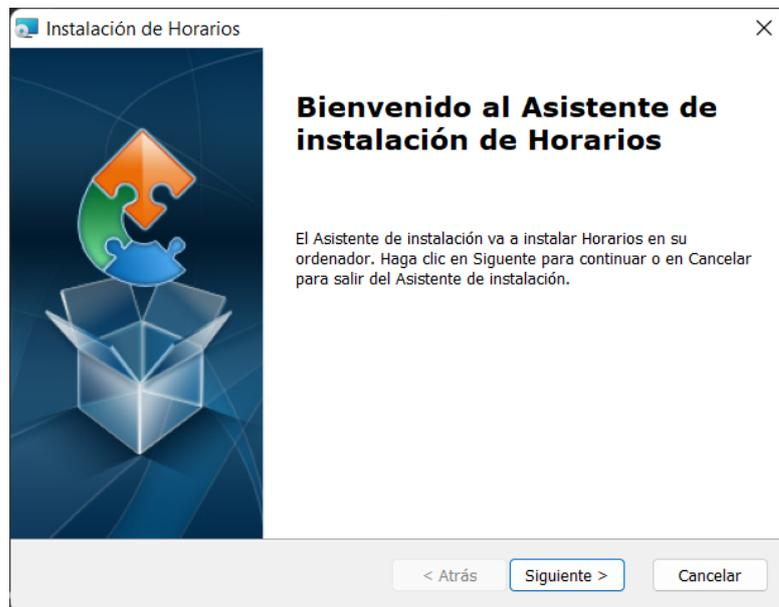 Instalación de Horarios
Bienvenido al Asistente de
instalación de Horarios
El Asistente de instalación va a instalar Horarios en su
ordenador. Haga clic en Siguente para continuar o en Cancelar
para salir del Asistente de instalación.
< Atrás
Siguiente >
Cancelar